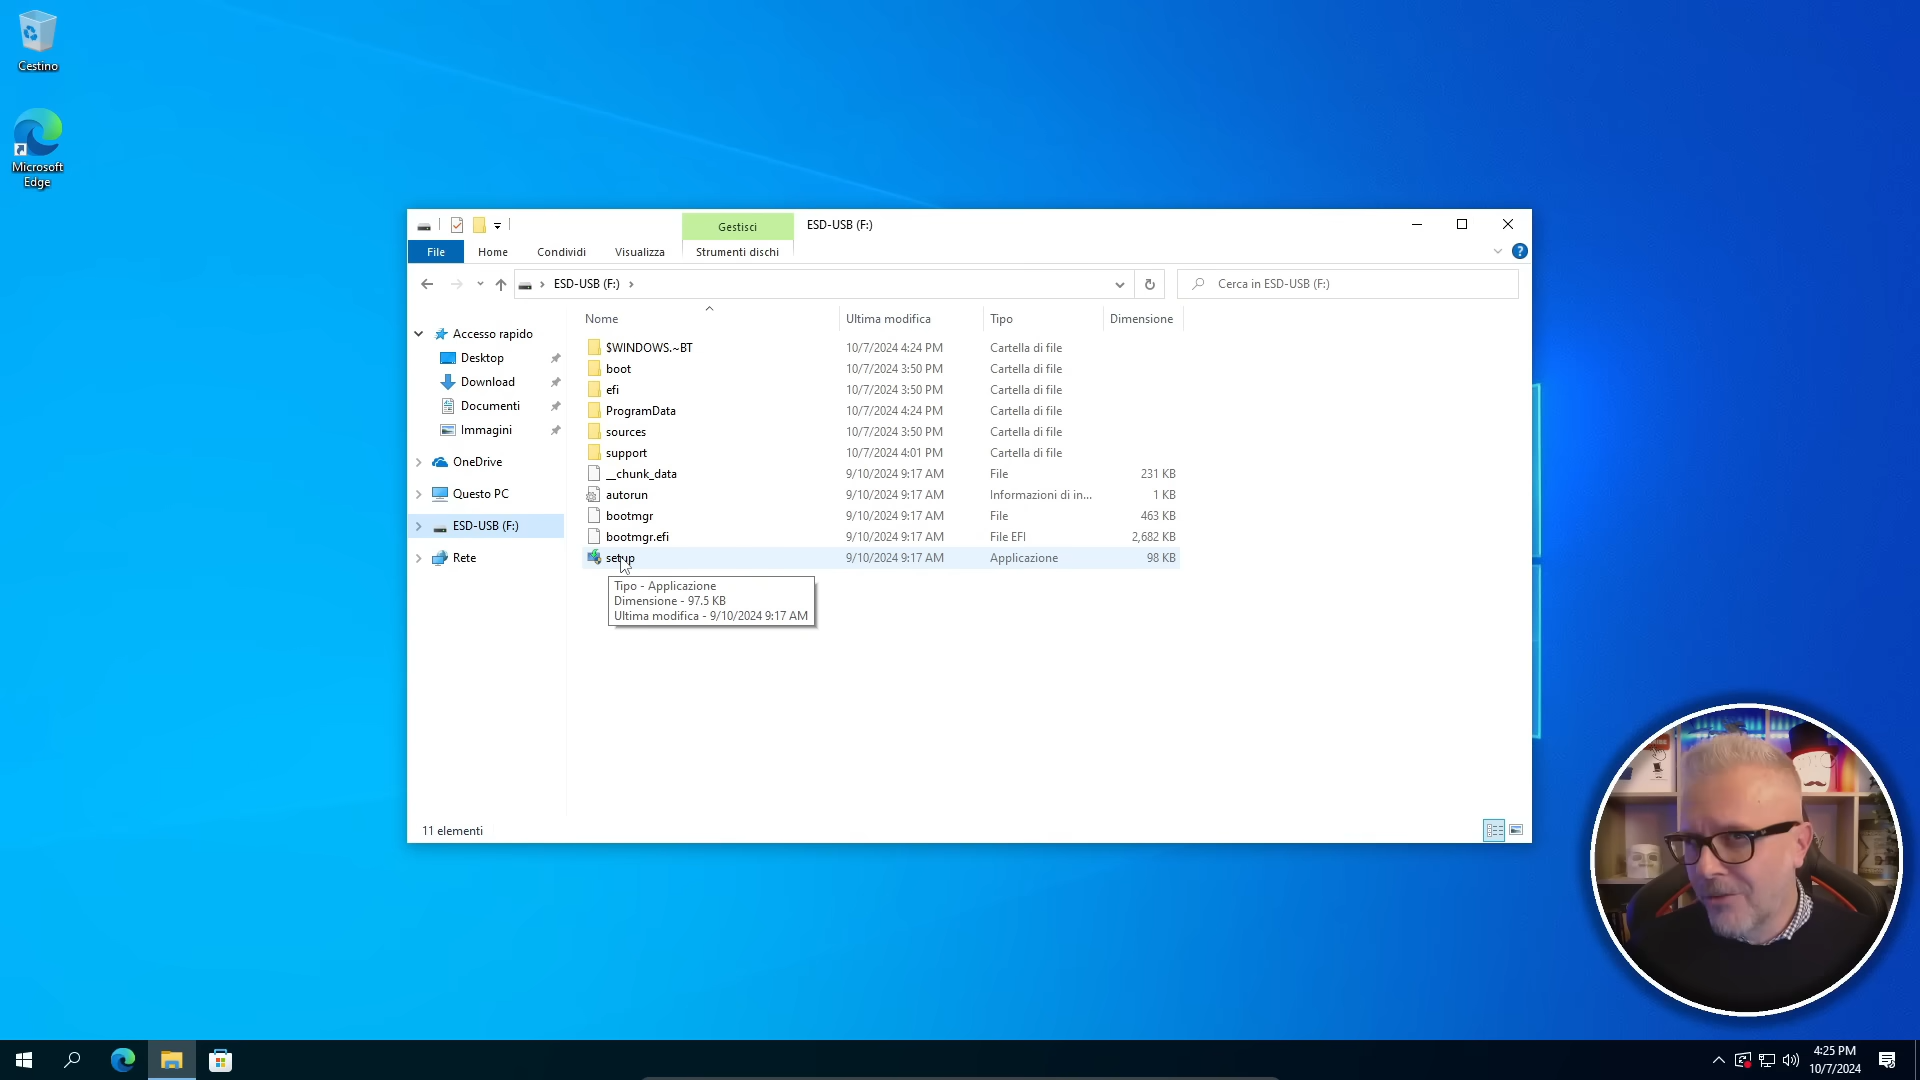 Cestino
Microsoft
Edge
Gestisci
ESD-USB (F:)
File
Home
Condividi
Visualizza
Strumenti dischi
ESD-USB (F:)
Cerca in ESD-USB (F:)
Accesso rapido
Desktop
Download
Documenti
Immagini
OneDrive
Questo PC
ESD-USB (F:)
Rete
Nome Ultima modifica Tipo Dimensione
$WINDOWS.~BT 10/7/2024 4:24 PM Cartella di file
boot 10/7/2024 3:50 PM Cartella di file
efi 10/7/2024 3:50 PM Cartella di file
ProgramData 10/7/2024 4:24 PM Cartella di file
sources 10/7/2024 3:50 PM Cartella di file
support 10/7/2024 4:01 PM Cartella di file
__chunk_data 9/10/2024 9:17 AM File 231 KB
autorun 9/10/2024 9:17 AM Informazioni di in... 1 KB
bootmgr 9/10/2024 9:17 AM File 463 KB
bootmgr.efi 9/10/2024 9:17 AM File EFI 2,682 KB
setup 9/10/2024 9:17 AM Applicazione 98 KB
Tipo - Applicazione
Dimensione - 97.5 KB
Ultima modifica - 9/10/2024 9:17 AM
11 elementi
4:25 PM
10/7/2024